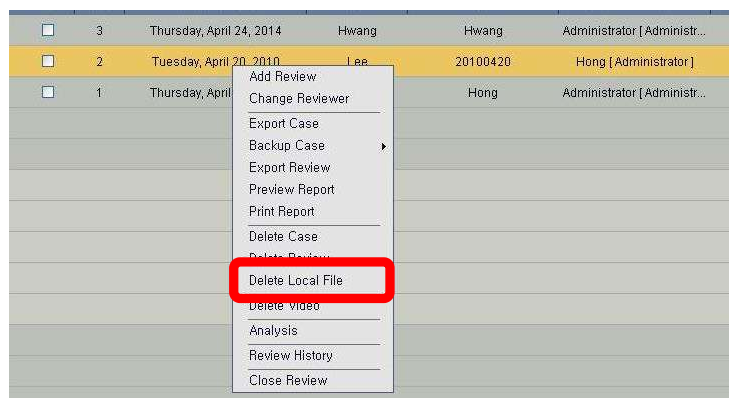 3 Thursday, April 24, 2014 Hwang Hwang Administrator [ Administr...
2 Tuesday, April 20, 2010 Lee 20100420 Hong [ Administrator ]
1 Thursday, April Hong Administrator [ Administr...
Add Review
Change Reviewer
Export Case
Backup Case
Export Review
Preview Report
Print Report
Delete Case
Delete Review
Delete Local File
Delete Video
Analysis
Review History
Close Review